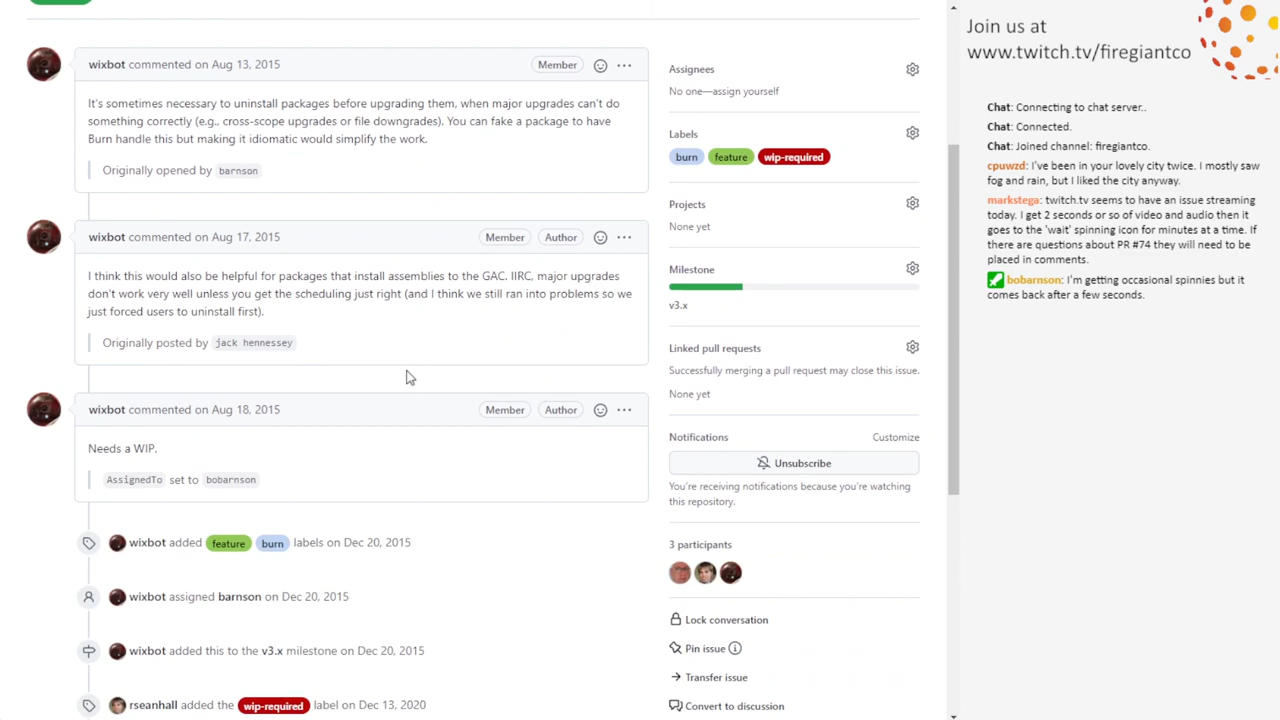 wixbot commented on Aug 13, 2015
Member
It's sometimes necessary to uninstall packages before upgrading them, when major upgrades can't do
something correctly (e.g., cross-scope upgrades or file downgrades). You can fake a package to have
Burn handle this but making it idiomatic would simplify the work.
Originally opened by barnson
wixbot commented on Aug 17, 2015
Member Author
I think this would also be helpful for packages that install assemblies to the GAC. IIRC, major upgrades
don't work very well unless you get the scheduling just right (and I think we still ran into problems so we
just forced users to uninstall first).
Originally posted by jack hennessey
wixbot commented on Aug 18, 2015
Member Author
Needs a WIP.
AssignedTo set to bobarnson
wixbot added feature burn labels on Dec 20, 2015
wixbot assigned barnson on Dec 20, 2015
wixbot added this to the v3.x milestone on Dec 20, 2015
rseanhall added the wip-required label on Dec 13, 2020
Assignees
No one—assign yourself
Labels
burn feature wip-required
Projects
None yet
Milestone
v3.x
Linked pull requests
Successfully merging a pull request may close this issue.
None yet
Notifications Customize
Unsubscribe
You're receiving notifications because you're watching
this repository.
3 participants
Lock conversation
Pin issue
Transfer issue
Convert to discussion
Join us at
www.twitch.tv/firegiantco
Chat: Connecting to chat server..
Chat: Connected.
Chat: Joined channel: firegiantco.
cpuwzd: I've been in your lovely city twice. I mostly saw
fog and rain, but I liked the city anyway.
markstega: twitch.tv seems to have an issue streaming
today. I get 2 seconds or so of video and audio then it
goes to the 'wait' spinning icon for minutes at a time. If
there are questions about PR #74 they will need to be
placed in comments.
bobarnson: I'm getting occasional spinnies but it
comes back after a few seconds.